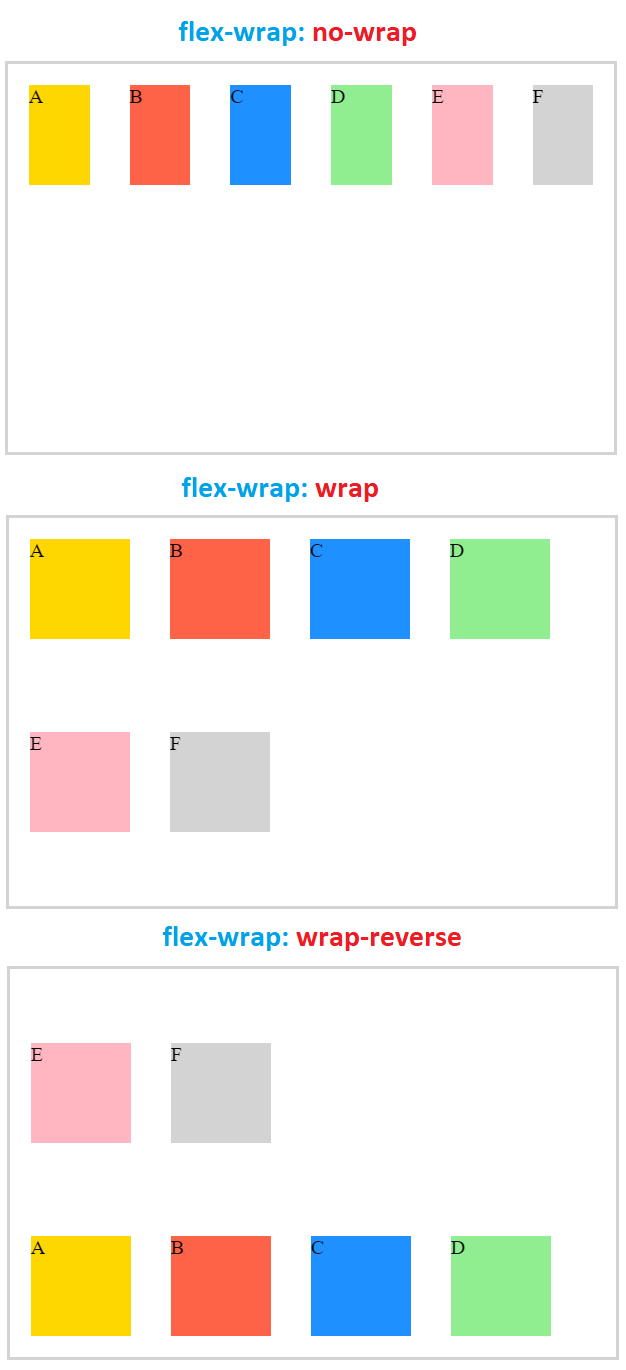 flex-wrap: no-wrap
A B C D E F
flex-wrap: wrap
A B C D
E F
flex-wrap: wrap-reverse
E F
A B C D